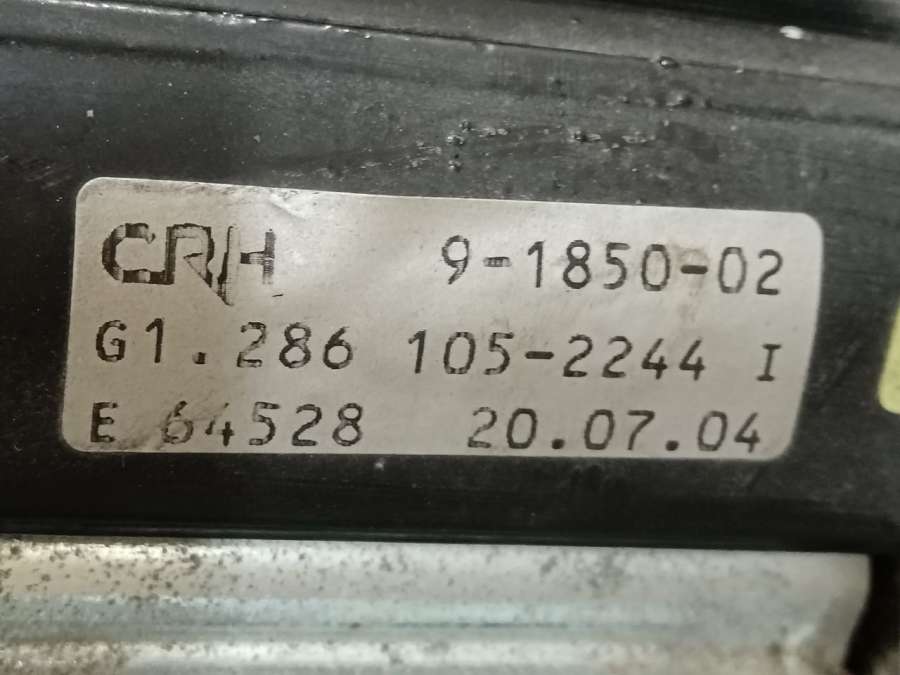 CRH 9-1850-02
G1.286 105-2244 I
E 64528 20.07.04